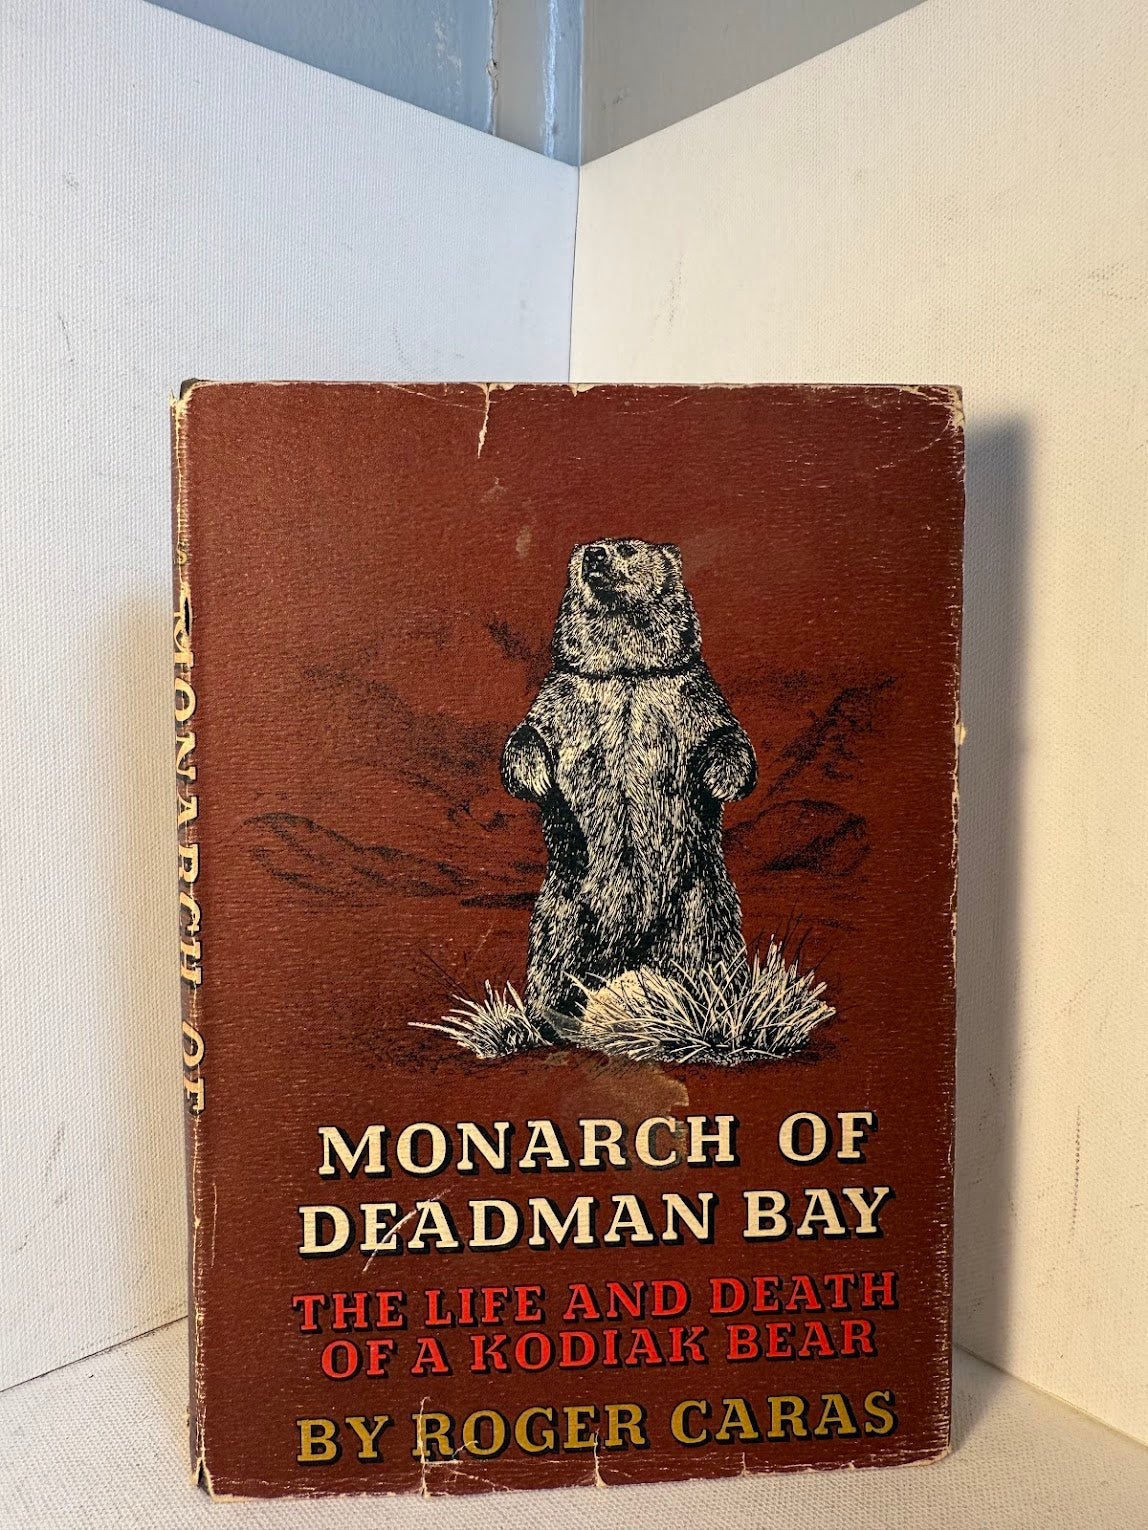 MONARCH OF
DEADMAN BAY
THE LIFE AND DEATH
OF A KODIAK BEAR
BY ROGER CARAS
MONARCH OF